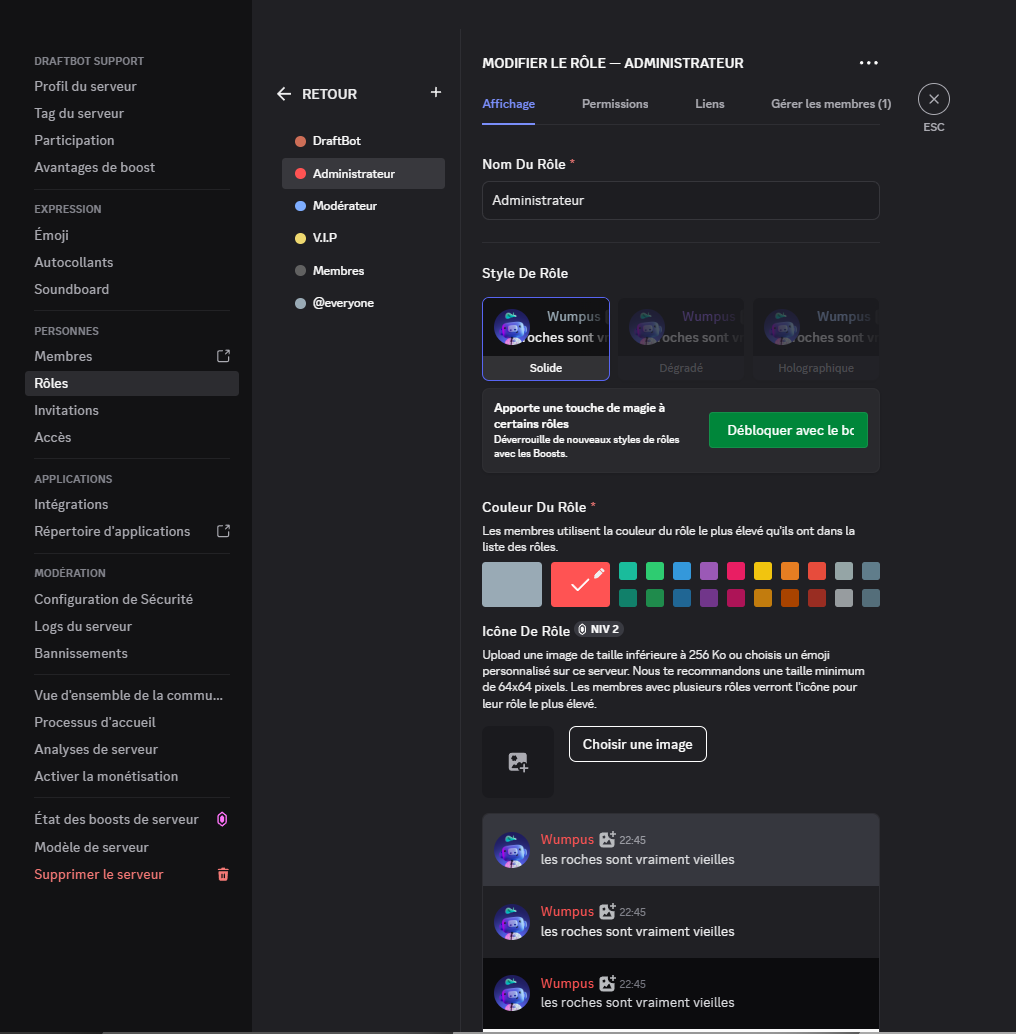 DRAFTBOT SUPPORT
Profil du serveur
Tag du serveur
Participation
Avantages de boost
EXPRESSION
Émoji
Autocollants
Soundboard
PERSONNES
Membres
Rôles
Invitations
Accès
APPLICATIONS
Intégrations
Répertoire d'applications
MODÉRATION
Configuration de Sécurité
Logs du serveur
Bannissements
Vue d'ensemble de la commu...
Processus d'accueil
Analyses de serveur
Activer la monétisation
État des boosts de serveur
Modèle de serveur
Supprimer le serveur
RETOUR
DraftBot
Administrateur
Modérateur
V.I.P
Membres
@everyone
MODIFIER LE RÔLE — ADMINISTRATEUR
Affichage Permissions Liens Gérer les membres (1)
ESC
Nom Du Rôle *
Administrateur
Style De Rôle
Wumpus Wumpus Wumpus
roches sont vr roches sont vr roches sont vr
Solide Dégradé Holographique
Apporte une touche de magie à
certains rôles
Déverrouille de nouveaux styles de rôles
avec les Boosts.
Débloquer avec le bo
Couleur Du Rôle *
Les membres utilisent la couleur du rôle le plus élevé qu'ils ont dans la
liste des rôles.
Icône De Rôle NIV 2
Upload une image de taille inférieure à 256 Ko ou choisis un émoji
personnalisé sur ce serveur. Nous te recommandons une taille minimum
de 64x64 pixels. Les membres avec plusieurs rôles verront l'icône pour
leur rôle le plus élevé.
Choisir une image
Wumpus 22:45
les roches sont vraiment vieilles
Wumpus 22:45
les roches sont vraiment vieilles
Wumpus 22:45
les roches sont vraiment vieilles